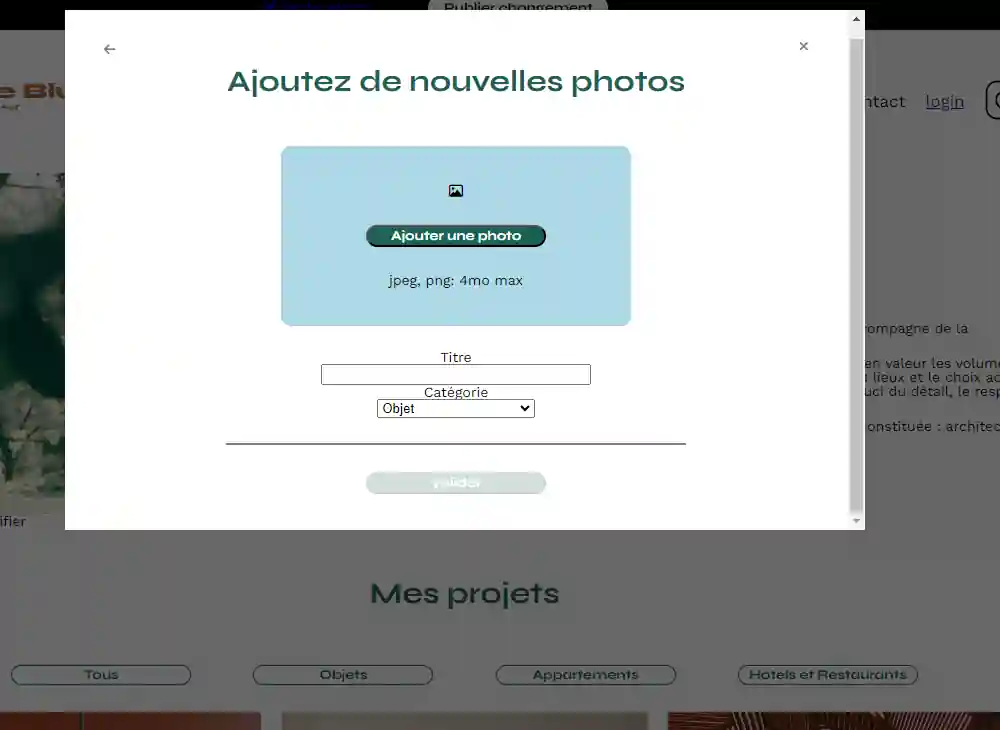 Publier changement
Ajoutez de nouvelles photos
e Blu
ntact login
Ajouter une photo
jpeg, png: 4mo max
ompagne de la
Titre
en valeur les volume
lieux et le choix
uci du détail, le resp
Catégorie
Objet
onstituée : architec
valider
ifier
Mes projets
Tous Objets Appartements Hotels et Restaurants